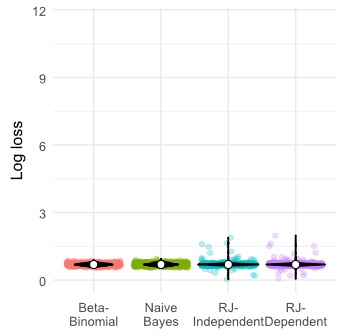 12
9
6
3
0
Log loss
Beta-
Binomial
Naive
Bayes
RJ-
Independent
RJ-
Dependent